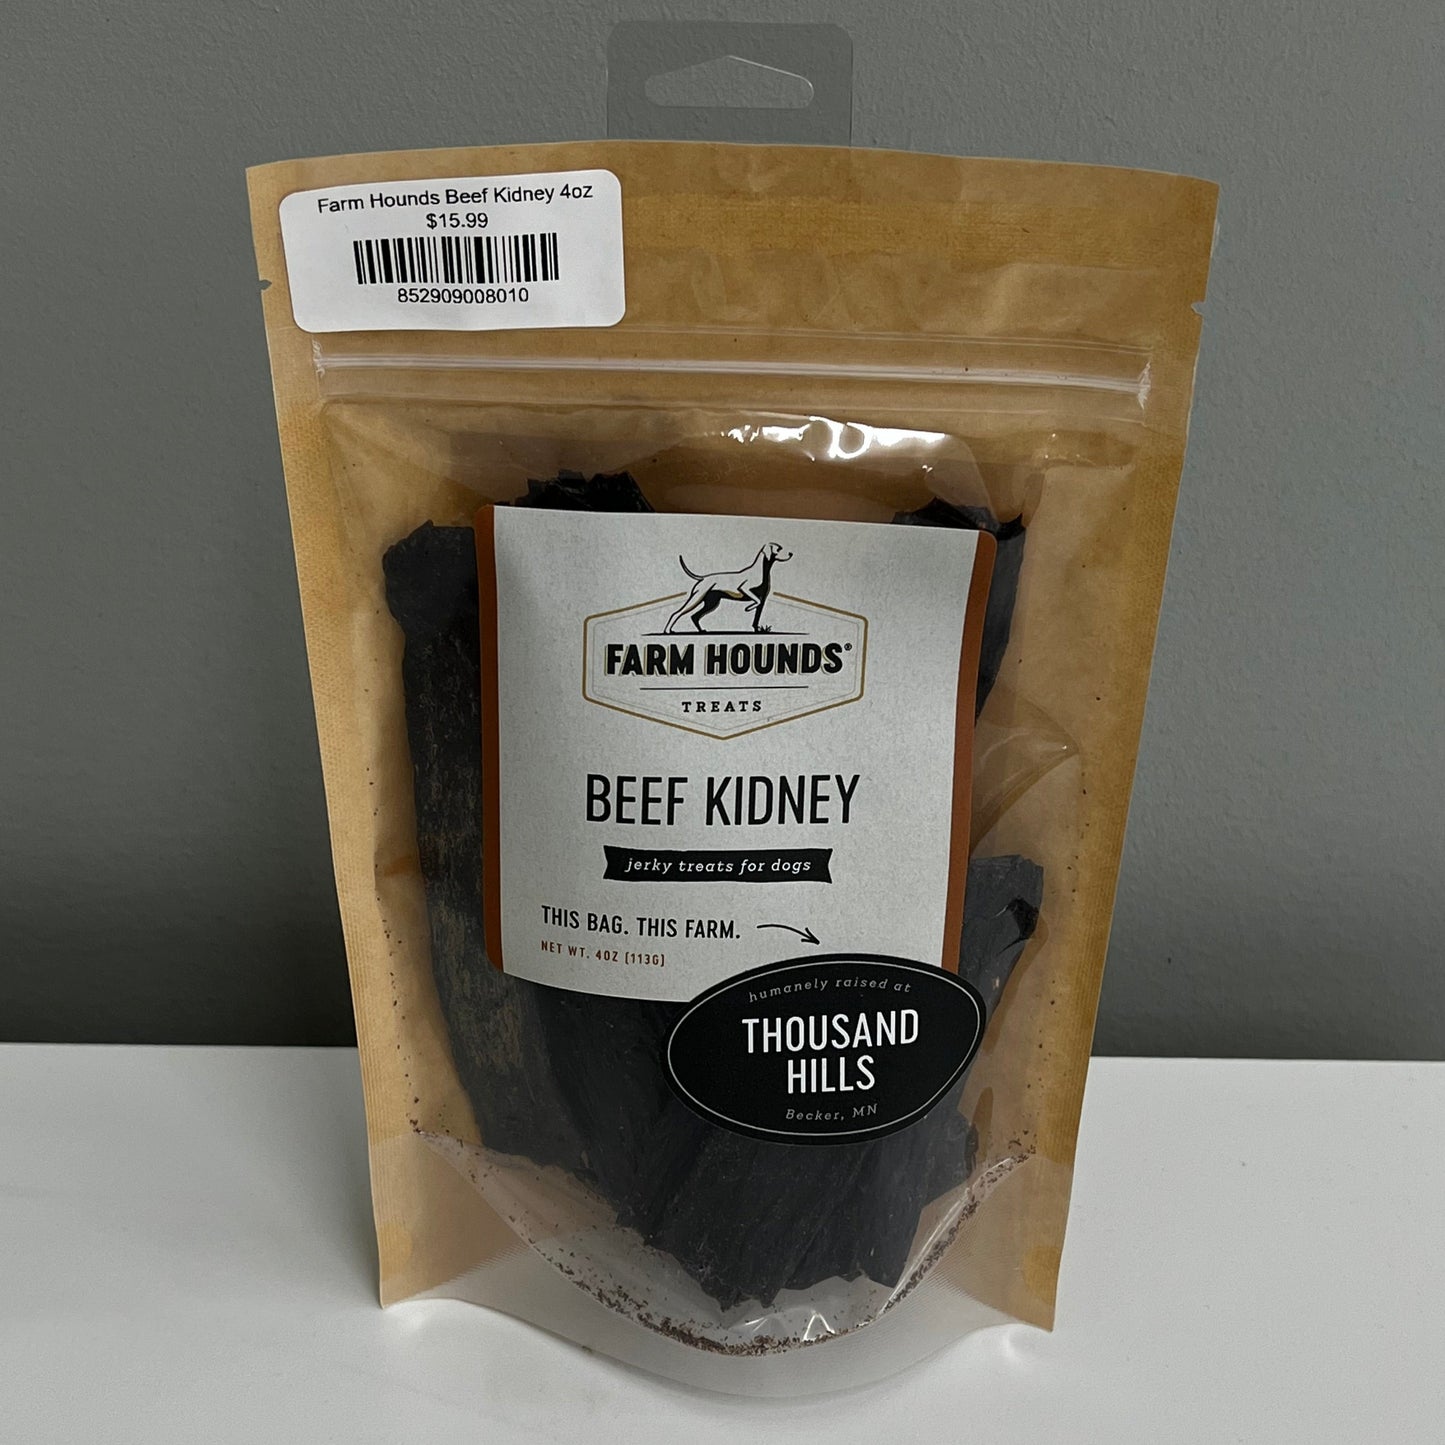 Farm Hounds Beef Kidney 4oz
$15.99
852909008010
FARM HOUNDS®
TREATS
BEEF KIDNEY
jerky treats for dogs
THIS BAG. THIS FARM.
NET WT. 4OZ (113G)
humanely raised at
THOUSAND
HILLS
Becker, MN